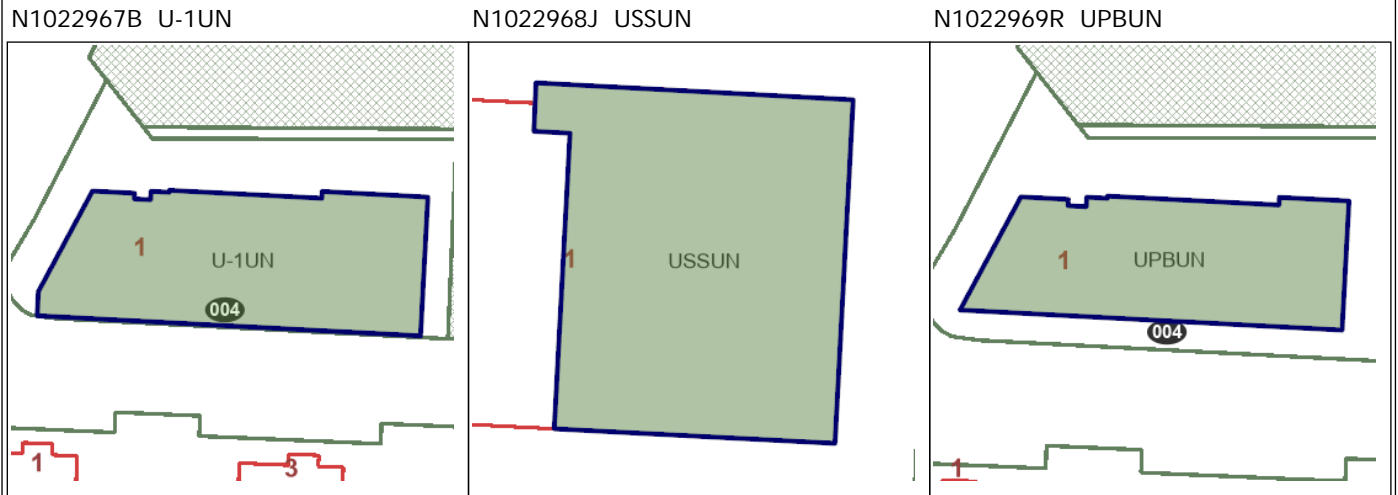 N1022967B U-1UN
N1022968J USSUN
N1022969R UPBUN
1
U-1UN
004
1
3
1
USSUN
1
UPBUN
004
1